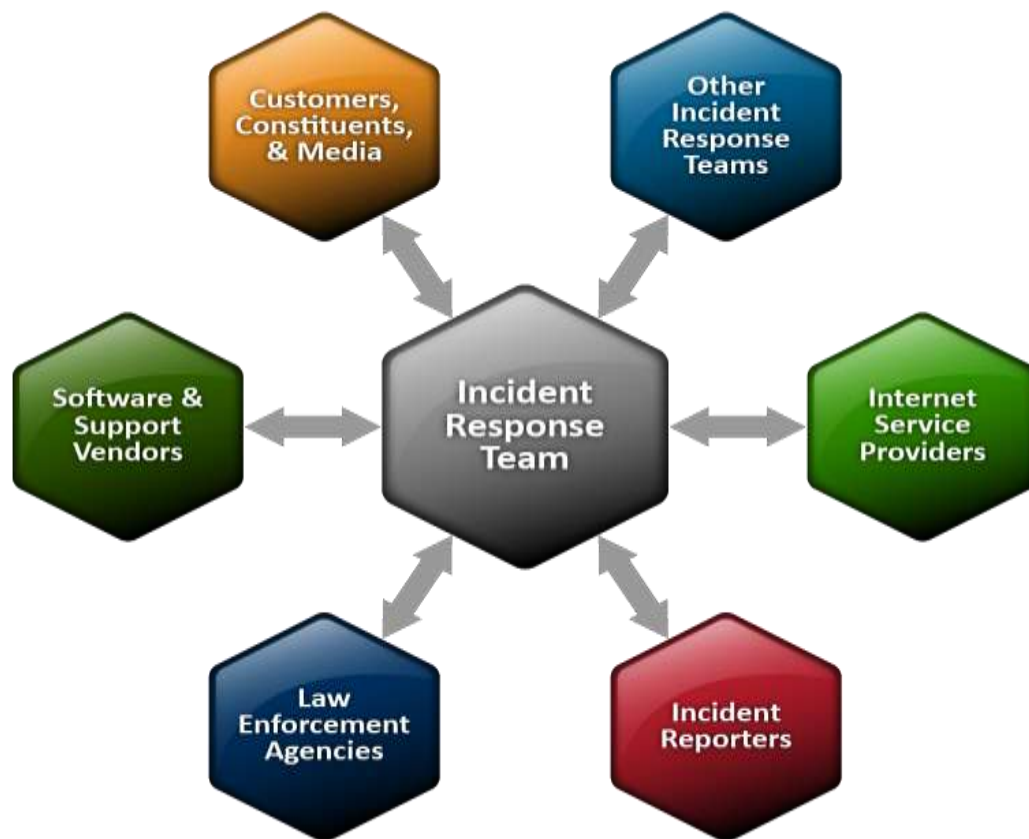 Customers,
Constituents,
& Media
Other
Incident
Response
Teams
Software &
Support
Vendors
Incident
Response
Team
Internet
Service
Providers
Law
Enforcement
Agencies
Incident
Reporters